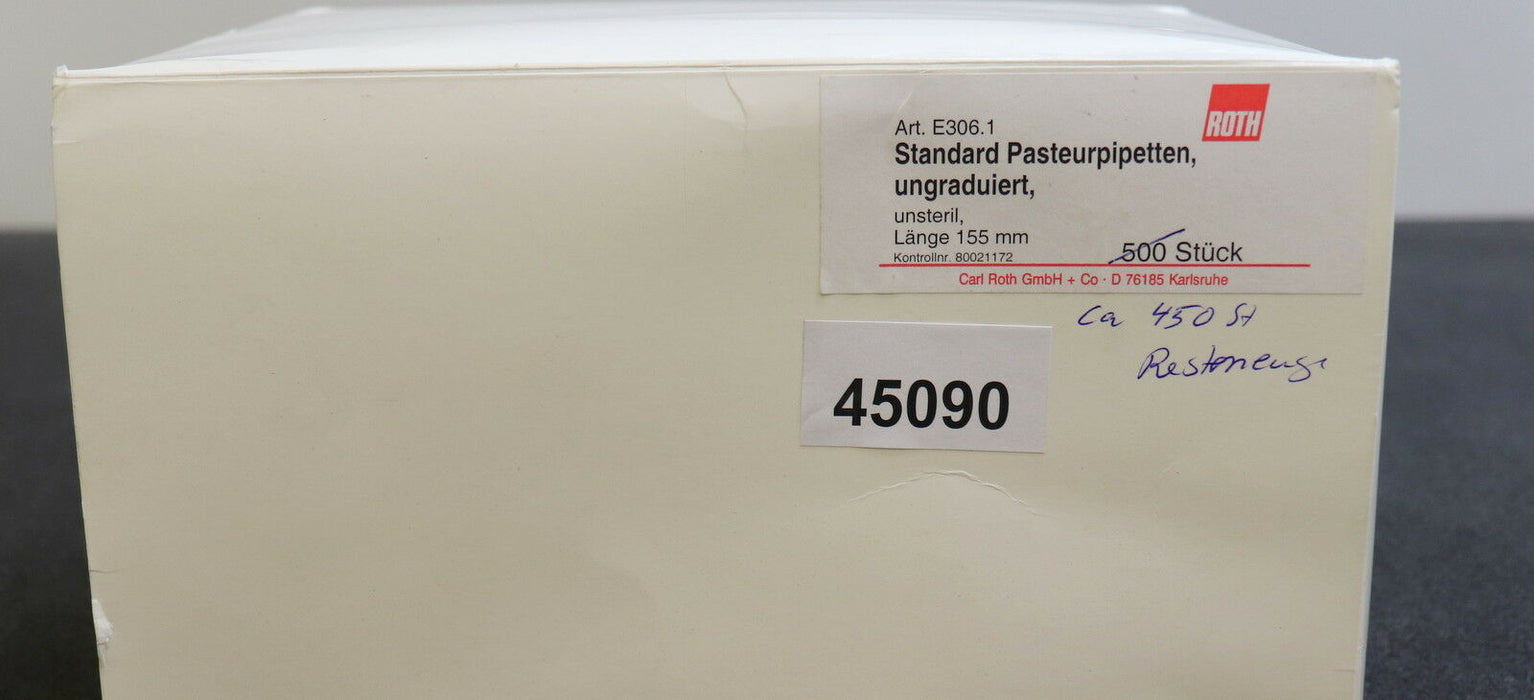 ROTH
Art. E306.1
Standard Pasteurpipetten,
ungraduiert,
unsteril,
Länge 155 mm
500 Stück
Kontrollnr. 80021172
Carl Roth GmbH + Co · D 76185 Karlsruhe
ca 450 St
Restmenge
45090